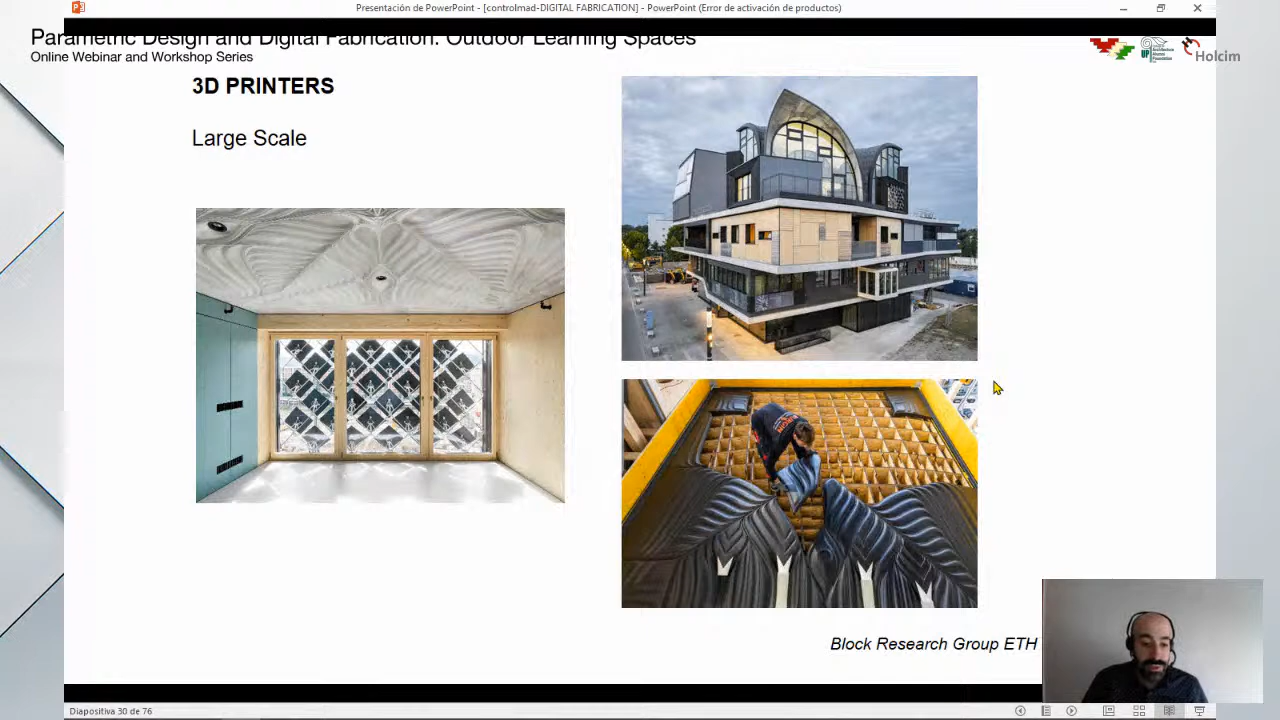 Presentación de PowerPoint - [controlmad-DIGITAL FABRICATION] - PowerPoint (Error de activación de productos)
Parametric Design and Digital Fabrication: Outdoor Learning Spaces
Online Webinar and Workshop Series
UP
Holcim
3D PRINTERS
Large Scale
Block Research Group ETH
Diapositiva 30 de 76